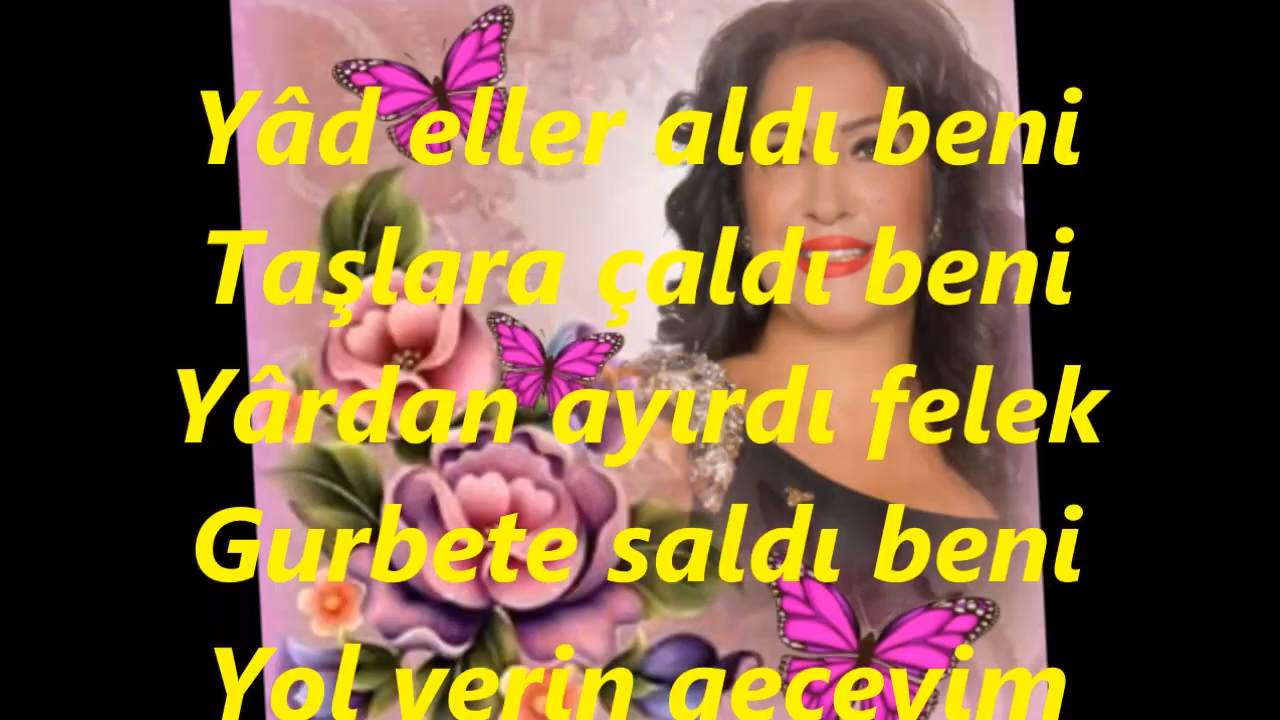 Yâd eller aldı beni
Taşlara çaldı beni
Yârdan ayırdı felek
Gurbete saldı beni
Yol verin geçeyim